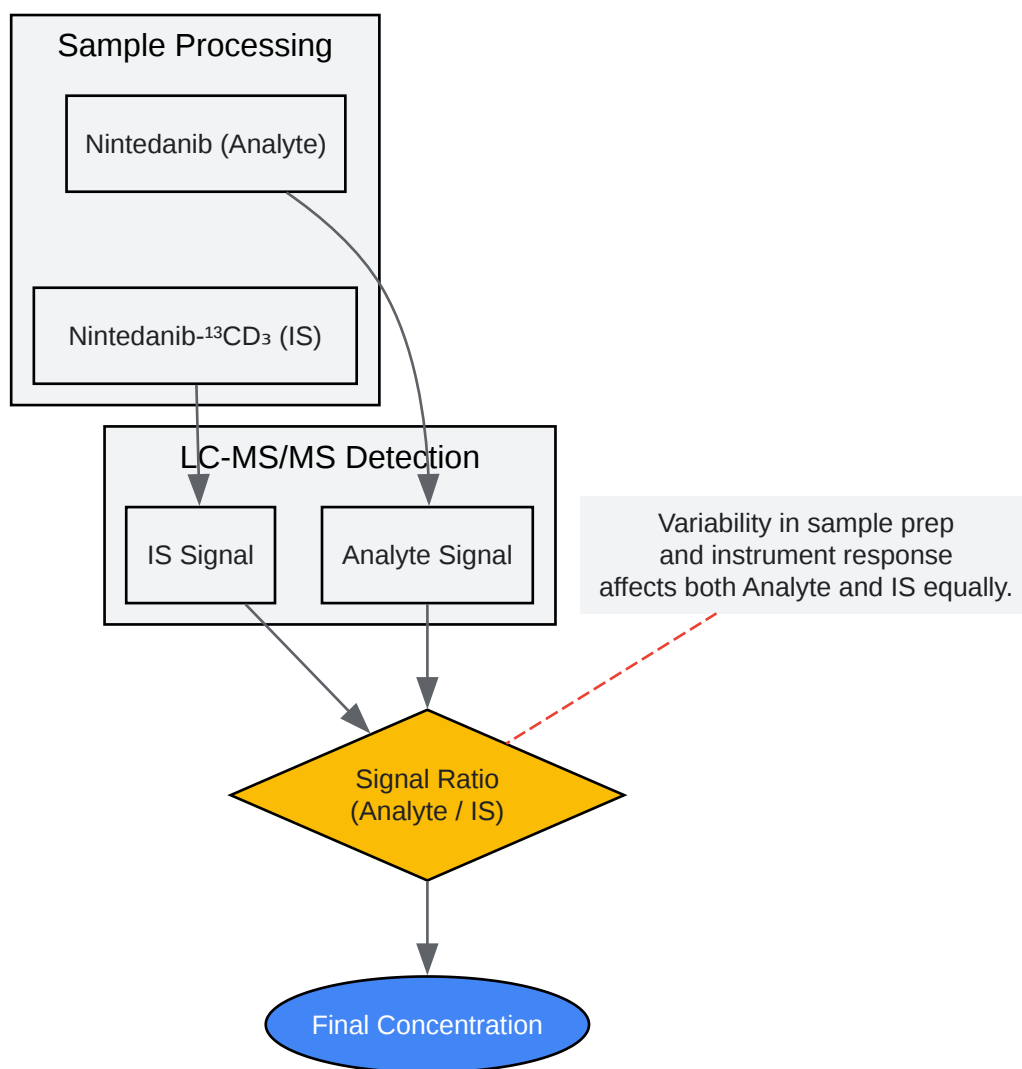 Sample Processing
Nintedanib (Analyte)
Nintedanib-¹³CD₃ (IS)
LC-MS/MS Detection
IS Signal
Analyte Signal
Variability in sample prep
and instrument response
affects both Analyte and IS equally.
Signal Ratio
(Analyte / IS)
Final Concentration